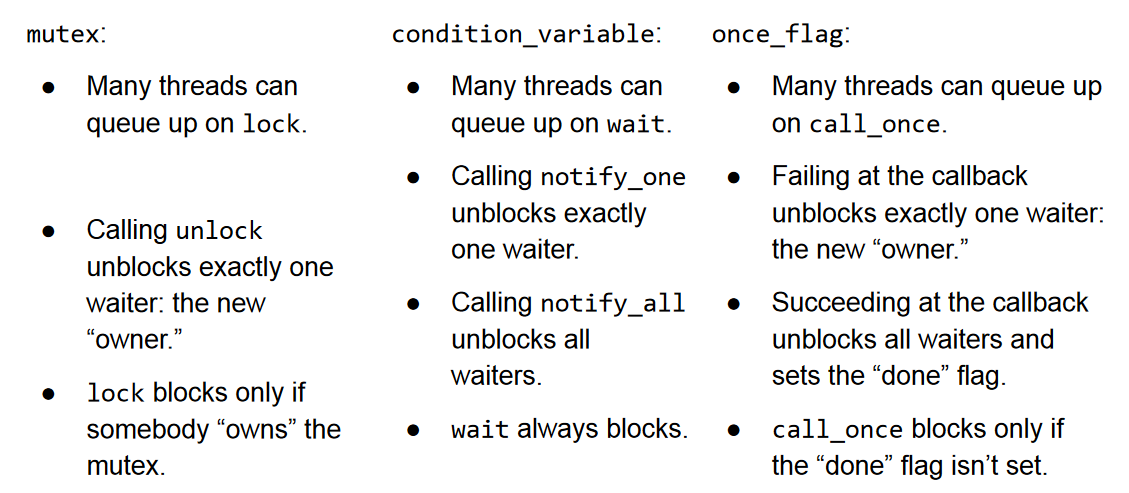 mutex:
● Many threads can
queue up on lock.
● Calling unlock
unblocks exactly one
waiter: the new
“owner.”
● lock blocks only if
somebody “owns” the
mutex.
condition_variable:
● Many threads can
queue up on wait.
● Calling notify_one
unblocks exactly
one waiter.
● Calling notify_all
unblocks all
waiters.
● wait always blocks.
once_flag:
● Many threads can queue up
on call_once.
● Failing at the callback
unblocks exactly one waiter:
the new “owner.”
● Succeeding at the callback
unblocks all waiters and
sets the “done” flag.
● call_once blocks only if
the “done” flag isn’t set.